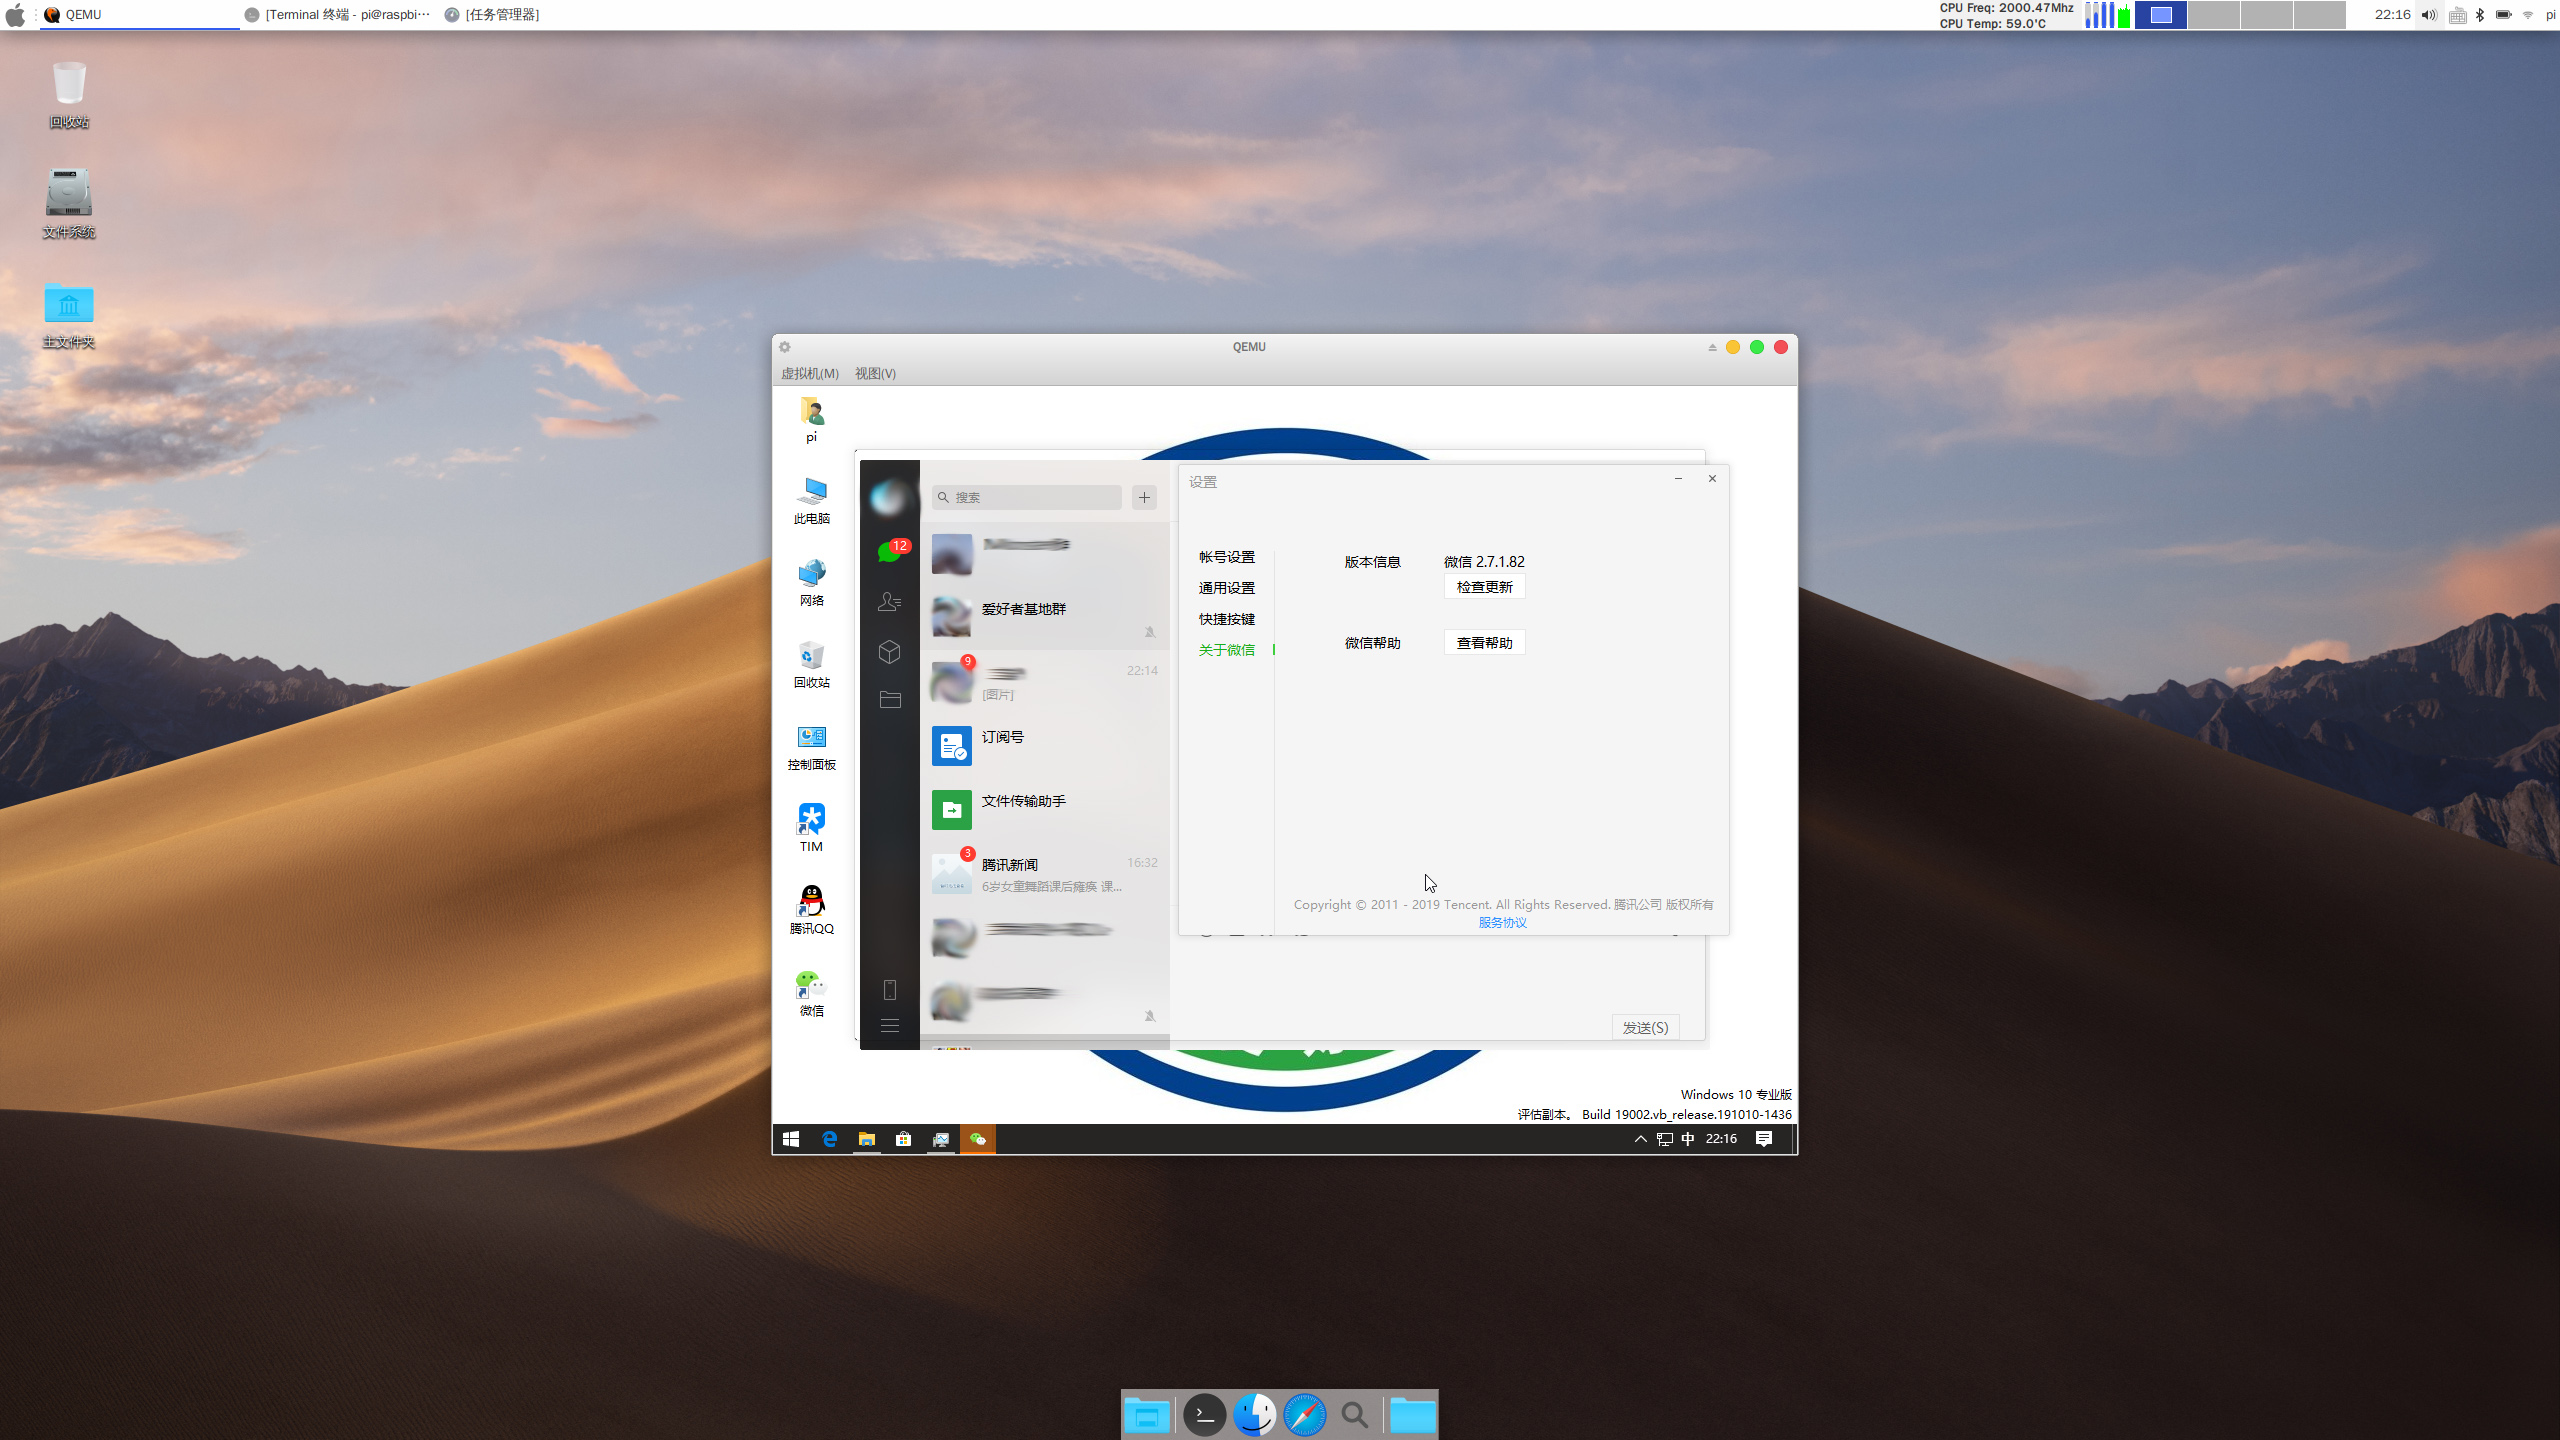 QEMU
[Terminal 终端 - pi@raspbi…
[任务管理器]
CPU Freq: 2000.47Mhz
CPU Temp: 59.0'C
22:16
pi
回收站
文件系统
主文件夹
QEMU
虚拟机(M)
视图(V)
pi
此电脑
网络
回收站
控制面板
TIM
腾讯QQ
微信
12
搜索
爱好者基地群
9
22:14
[图片]
订阅号
文件传输助手
3
腾讯新闻
16:32
6岁女童舞蹈课后瘫痪 课...
设置
帐号设置
通用设置
快捷按键
关于微信
版本信息
微信 2.7.1.82
检查更新
微信帮助
查看帮助
Copyright © 2011 - 2019 Tencent. All Rights Reserved. 腾讯公司 版权所有
服务协议
发送(S)
Windows 10 专业版
评估副本。 Build 19002.vb_release.191010-1436
中
22:16